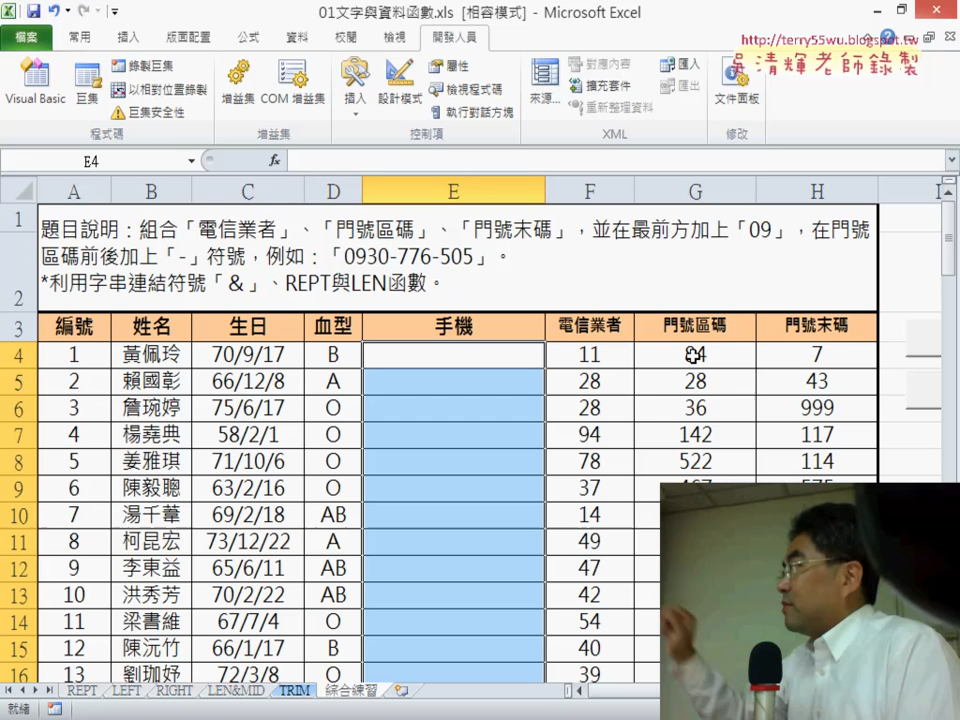 01文字與資料函數.xls [相容模式] - Microsoft Excel
檔案 常用 插入 版面配置 公式 資料 校閱 檢視 開發人員
http://terry55wu.blogspot.tw
吳清輝老師錄製
Visual Basic 巨集 錄製巨集 以相對位置錄製 巨集安全性 程式碼
增益集 COM 增益集 增益集
插入 設計模式 屬性 檢視程式碼 執行對話方塊 控制項
來源... 對應內容 擴充套件 重新整理資料 匯入 匯出 XML
文件面板 修改
E4 fx
A B C D E F G H I
1 題目說明：組合「電信業者」、「門號區碼」、「門號末碼」，並在最前方加上「09」，在門號
區碼前後加上「-」符號，例如：「0930-776-505」。
2 *利用字串連結符號「&」、REPT與LEN函數。
3 編號 姓名 生日 血型 手機 電信業者 門號區碼 門號末碼
4 1 黃佩玲 70/9/17 B 11 4 7
5 2 賴國彰 66/12/8 A 28 28 43
6 3 詹琬婷 75/6/17 O 28 36 999
7 4 楊堯典 58/2/1 O 94 142 117
8 5 姜雅琪 71/10/6 O 78 522 114
9 6 陳毅聰 63/2/16 O 37
10 7 湯千葦 69/2/18 AB 14
11 8 柯昆宏 73/12/22 A 49
12 9 李東益 65/6/11 AB 47
13 10 洪秀芳 70/2/22 AB 42
14 11 梁書維 67/7/4 O 54
15 12 陳沅竹 66/1/17 B 40
16 13 劉珈妤 72/3/8 O 39
REPT LEFT RIGHT LEN&MID TRIM 綜合練習
就緒